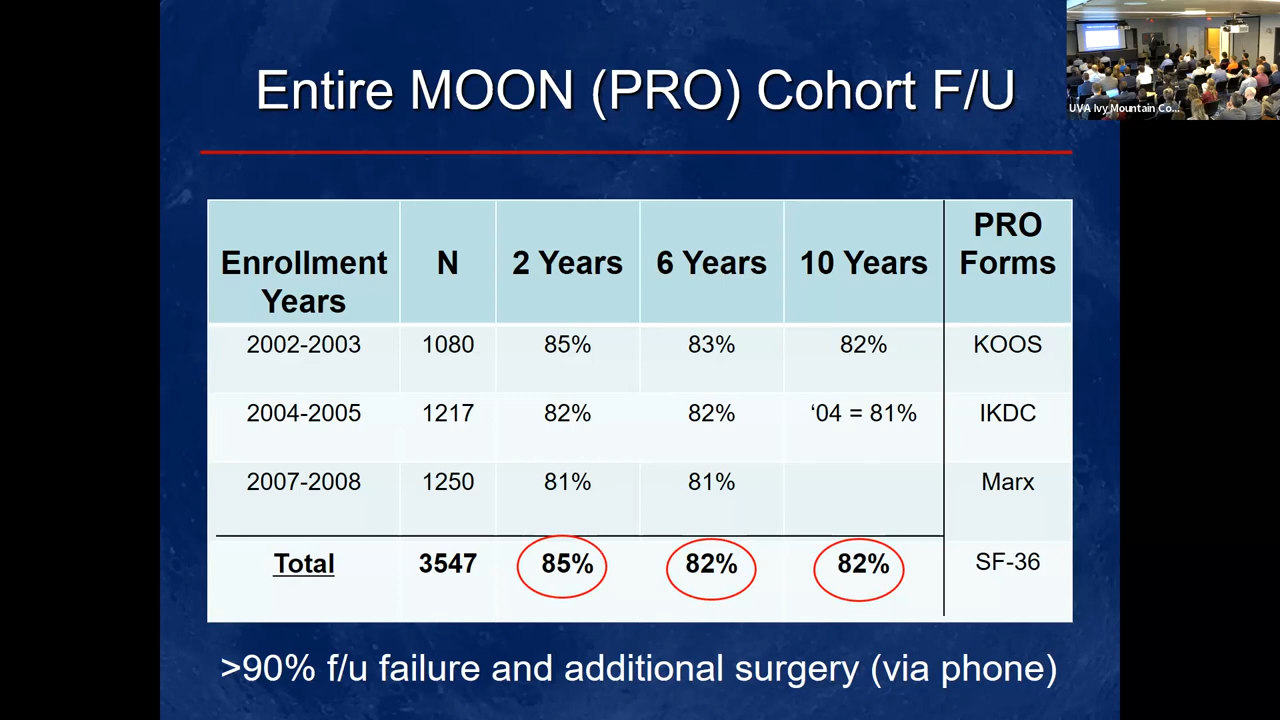 Entire MOON (PRO) Cohort F/U
UVA Ivy Mountain Co...
Enrollment Years N 2 Years 6 Years 10 Years PRO Forms
2002-2003 1080 85% 83% 82% KOOS
2004-2005 1217 82% 82% ‘04 = 81% IKDC
2007-2008 1250 81% 81% Marx
Total 3547 85% 82% 82% SF-36
>90% f/u failure and additional surgery (via phone)